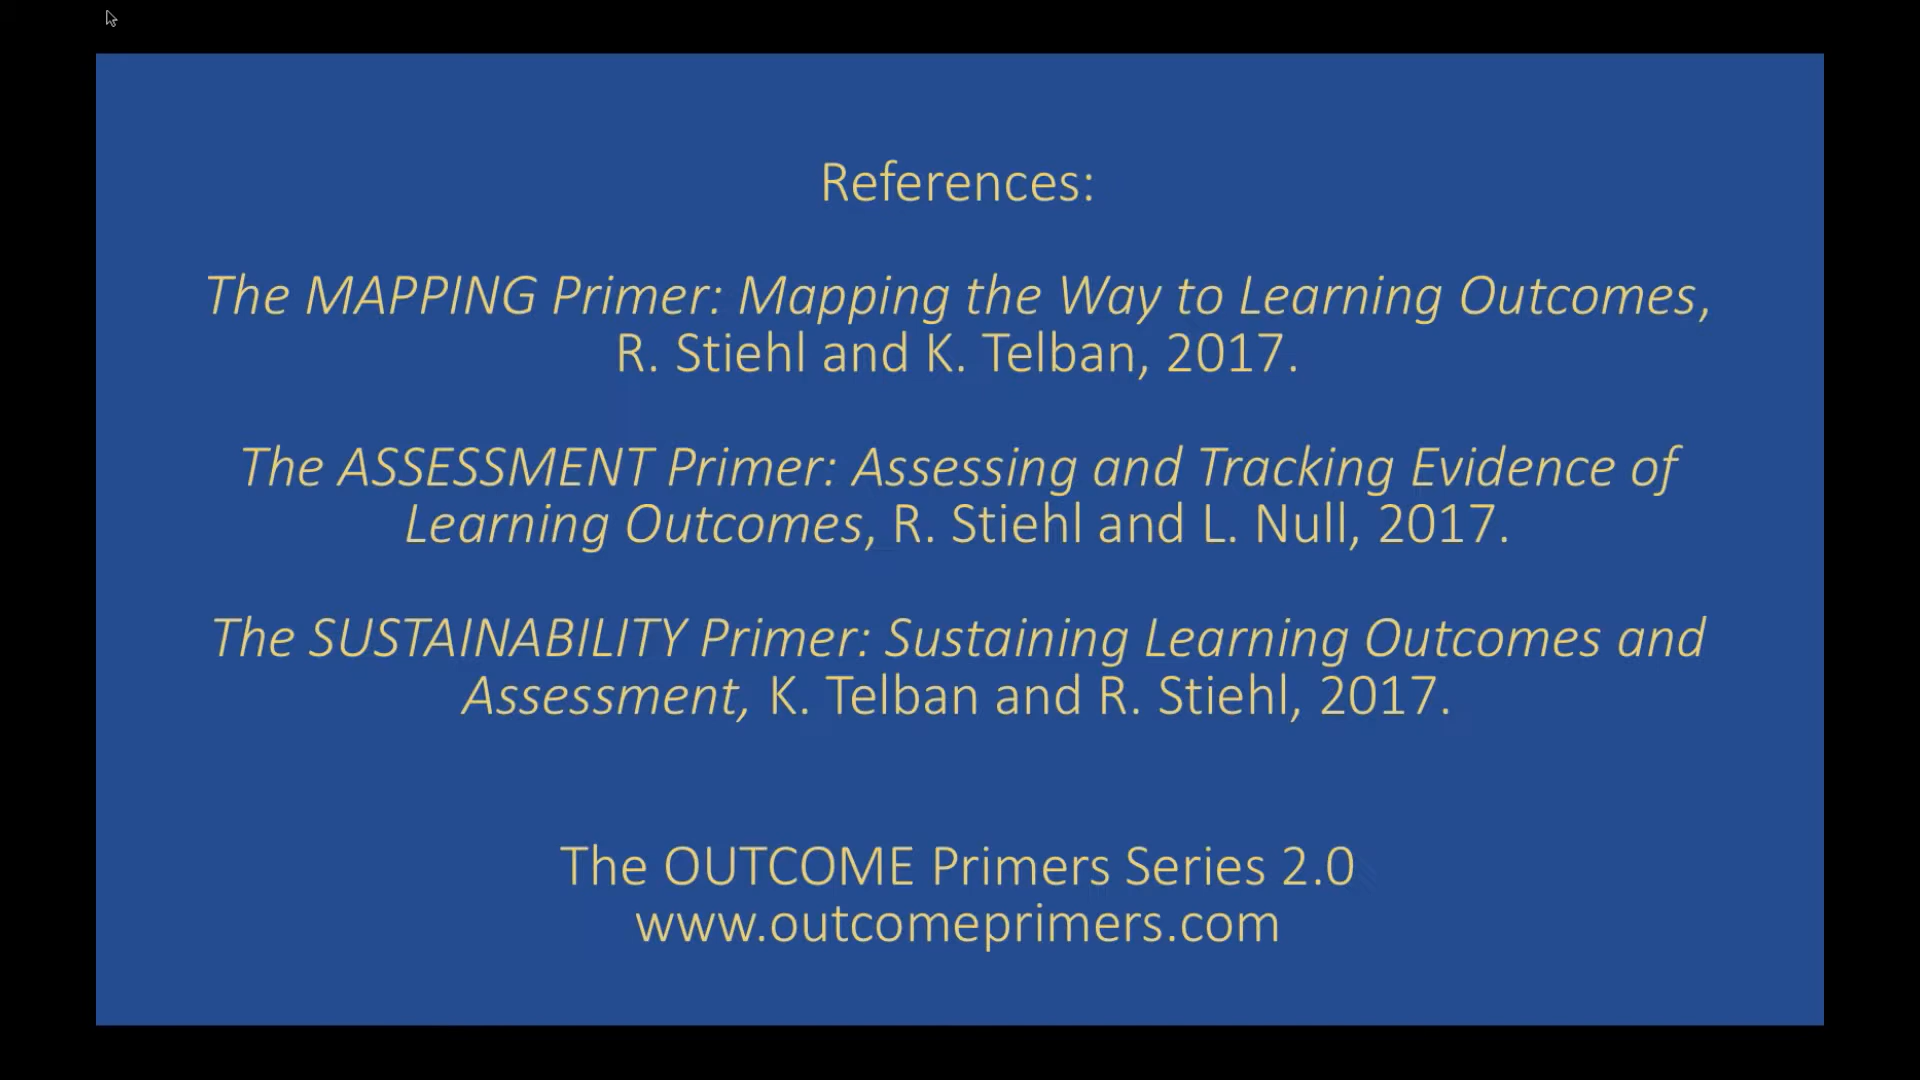 References:
The MAPPING Primer: Mapping the Way to Learning Outcomes,
R. Stiehl and K. Telban, 2017.
The ASSESSMENT Primer: Assessing and Tracking Evidence of
Learning Outcomes, R. Stiehl and L. Null, 2017.
The SUSTAINABILITY Primer: Sustaining Learning Outcomes and
Assessment, K. Telban and R. Stiehl, 2017.
The OUTCOME Primers Series 2.0
www.outcomeprimers.com